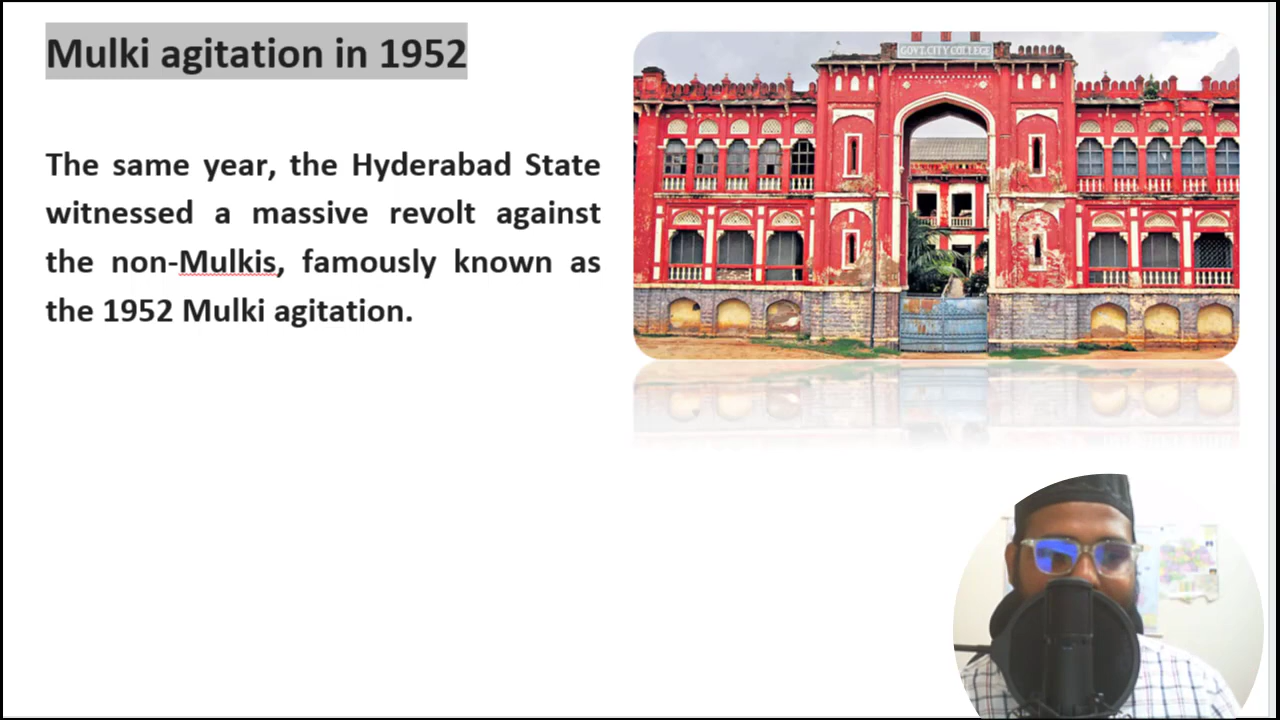 Mulki agitation in 1952
GOVT.CITY COLLEGE
The same year, the Hyderabad State
witnessed a massive revolt against
the non-Mulkis, famously known as
the 1952 Mulki agitation.